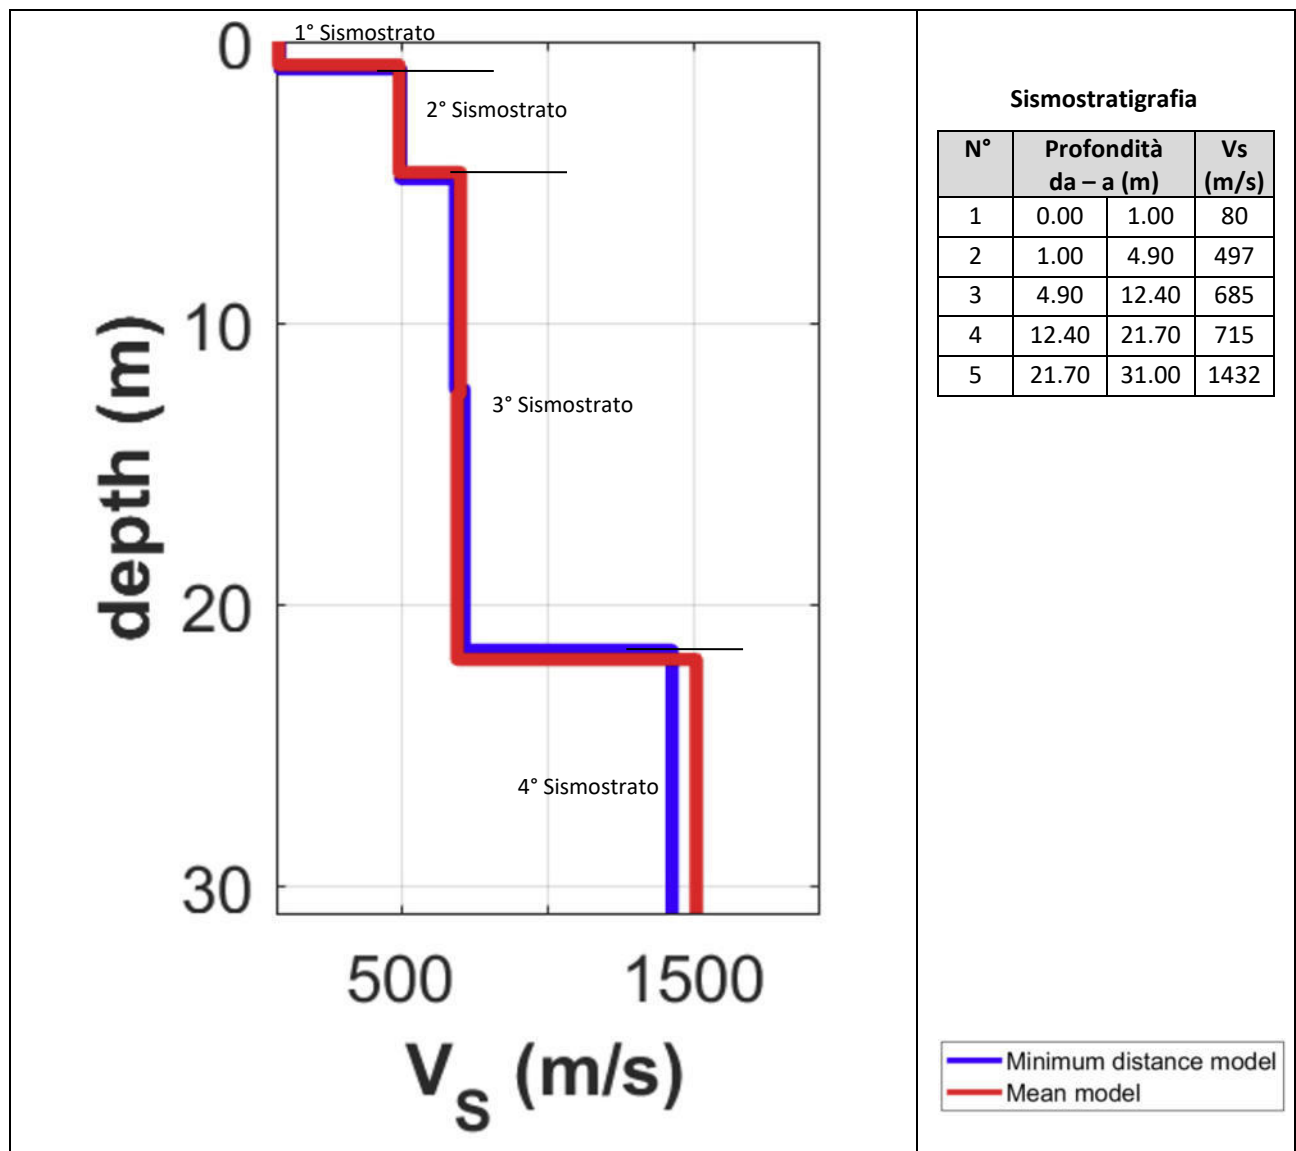 0
1° Sismostrato
2° Sismostrato
10
3° Sismostrato
20
4° Sismostrato
30
depth (m)
500 1500
VS (m/s)
Sismostratigrafia
N° Profondità Vs
da – a (m) (m/s)
1 0.00 1.00 80
2 1.00 4.90 497
3 4.90 12.40 685
4 12.40 21.70 715
5 21.70 31.00 1432
Minimum distance model
Mean model